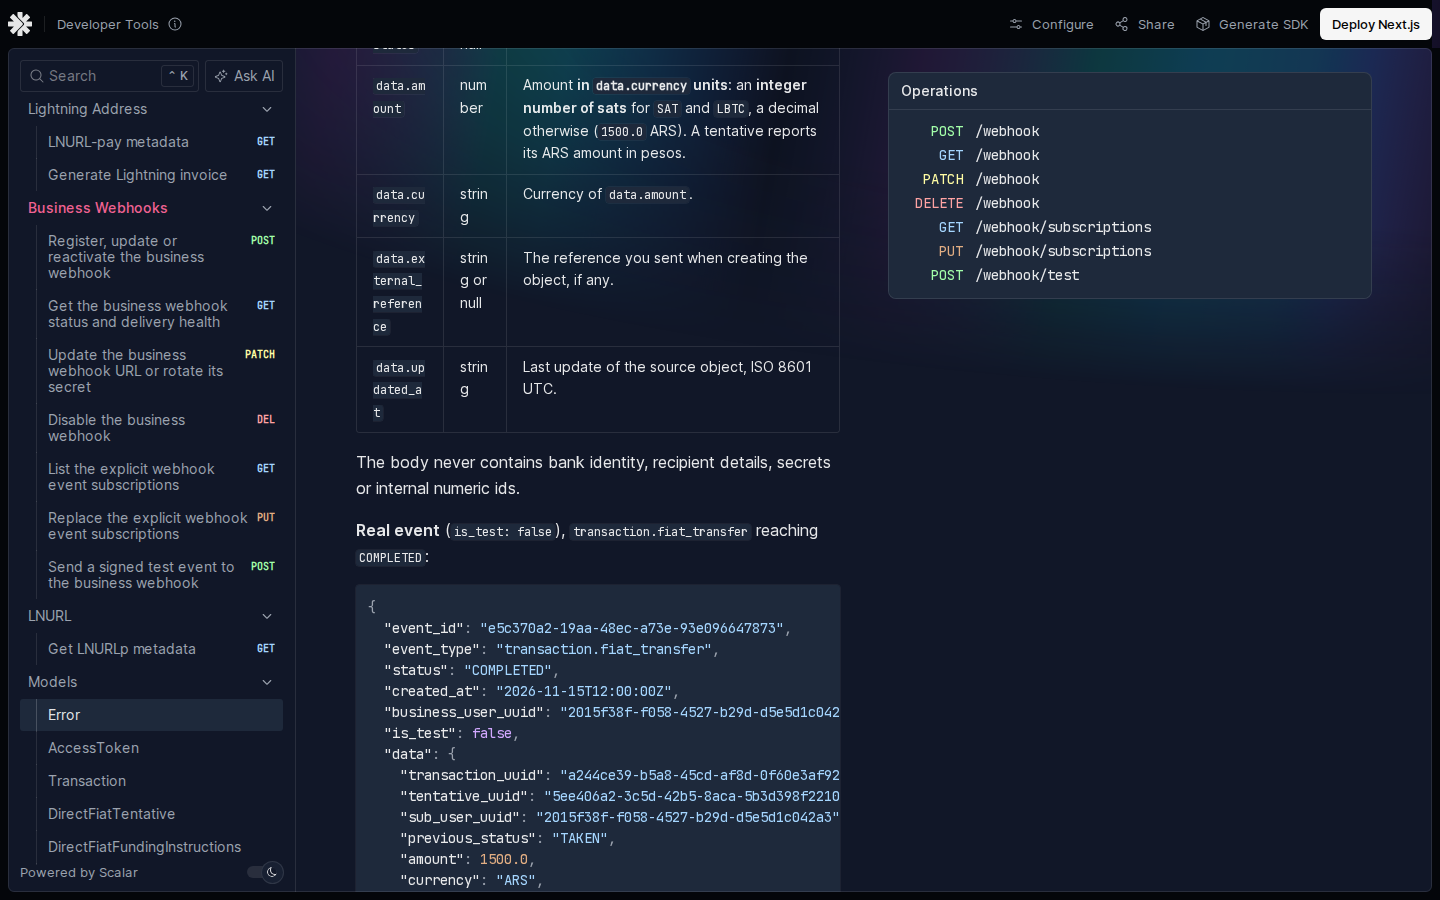 Developer Tools
Configure
Share
Generate SDK
Deploy Next.js
Search
⌃ K
Ask AI
Lightning Address
LNURL-pay metadata GET
Generate Lightning invoice GET
Business Webhooks
Register, update or POST
reactivate the business
webhook
Get the business webhook GET
status and delivery health
Update the business PATCH
webhook URL or rotate its
secret
Disable the business DEL
webhook
List the explicit webhook GET
event subscriptions
Replace the explicit webhook PUT
event subscriptions
Send a signed test event to POST
the business webhook
LNURL
Get LNURLp metadata GET
Models
Error
AccessToken
Transaction
DirectFiatTentative
DirectFiatFundingInstructions
Powered by Scalar
data.am num Amount in data.currency units: an integer
ount ber number of sats for SAT and LBTC, a decimal
otherwise (1500.0 ARS). A tentative reports
its ARS amount in pesos.
data.cu strin Currency of data.amount.
rrency g
data.ex strin The reference you sent when creating the
ternal_ g or object, if any.
referen null
ce
data.up strin Last update of the source object, ISO 8601
dated_a g UTC.
t
The body never contains bank identity, recipient details, secrets
or internal numeric ids.
Real event (is_test: false), transaction.fiat_transfer reaching
COMPLETED:
{
"event_id": "e5c370a2-19aa-48ec-a73e-93e096647873",
"event_type": "transaction.fiat_transfer",
"status": "COMPLETED",
"created_at": "2026-11-15T12:00:00Z",
"business_user_uuid": "2015f38f-f058-4527-b29d-d5e5d1c042
"is_test": false,
"data": {
"transaction_uuid": "a244ce39-b5a8-45cd-af8d-0f60e3af92
"tentative_uuid": "5ee406a2-3c5d-42b5-8aca-5b3d398f2210
"sub_user_uuid": "2015f38f-f058-4527-b29d-d5e5d1c042a3"
"previous_status": "TAKEN",
"amount": 1500.0,
"currency": "ARS",
Operations
POST /webhook
GET /webhook
PATCH /webhook
DELETE /webhook
GET /webhook/subscriptions
PUT /webhook/subscriptions
POST /webhook/test